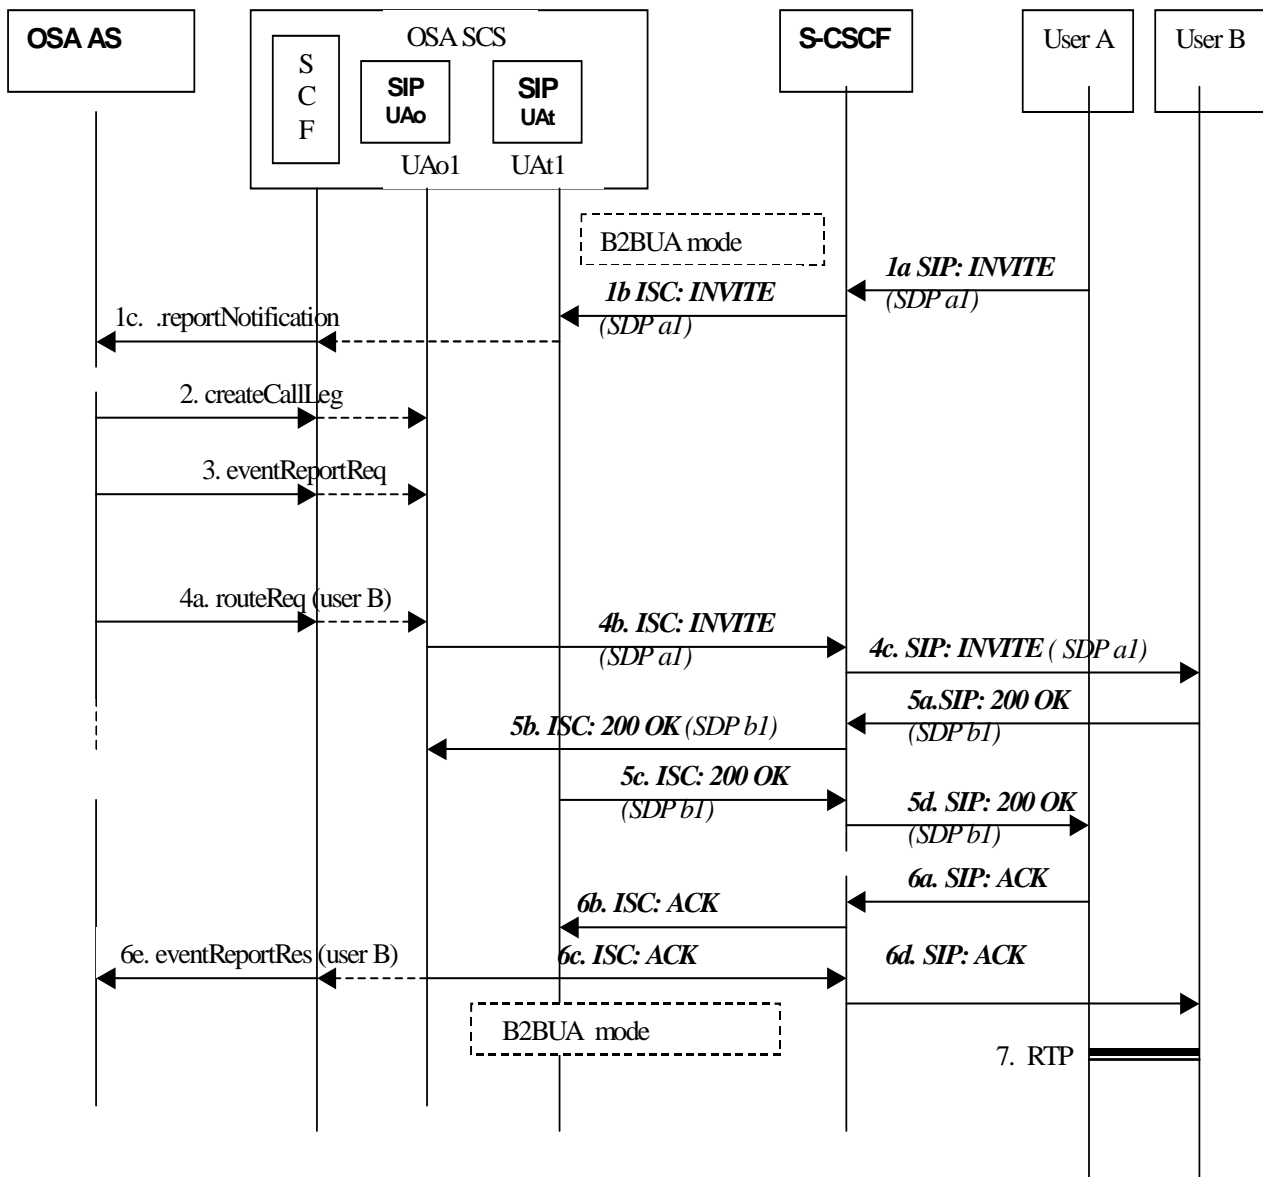 OSA AS
OSA SCS
S-CSCF
User A
User B
S
C
F
SIP
UAo
SIP
UAt
UAo1
UAt1
B2BUA mode
1a SIP: INVITE
(SDP a1)
1b ISC: INVITE
(SDP a1)
1c. .reportNotification
2. createCallLeg
3. eventReportReq
4a. routeReq (user B)
4b. ISC: INVITE
(SDP a1)
4c. SIP: INVITE ( SDP a1)
5a.SIP: 200 OK
(SDP b1)
5b. ISC: 200 OK (SDP b1)
5c. ISC: 200 OK
(SDP b1)
5d. SIP: 200 OK
(SDP b1)
6a. SIP: ACK
6b. ISC: ACK
6e. eventReportRes (user B)
6c. ISC: ACK
6d. SIP: ACK
B2BUA mode
7. RTP